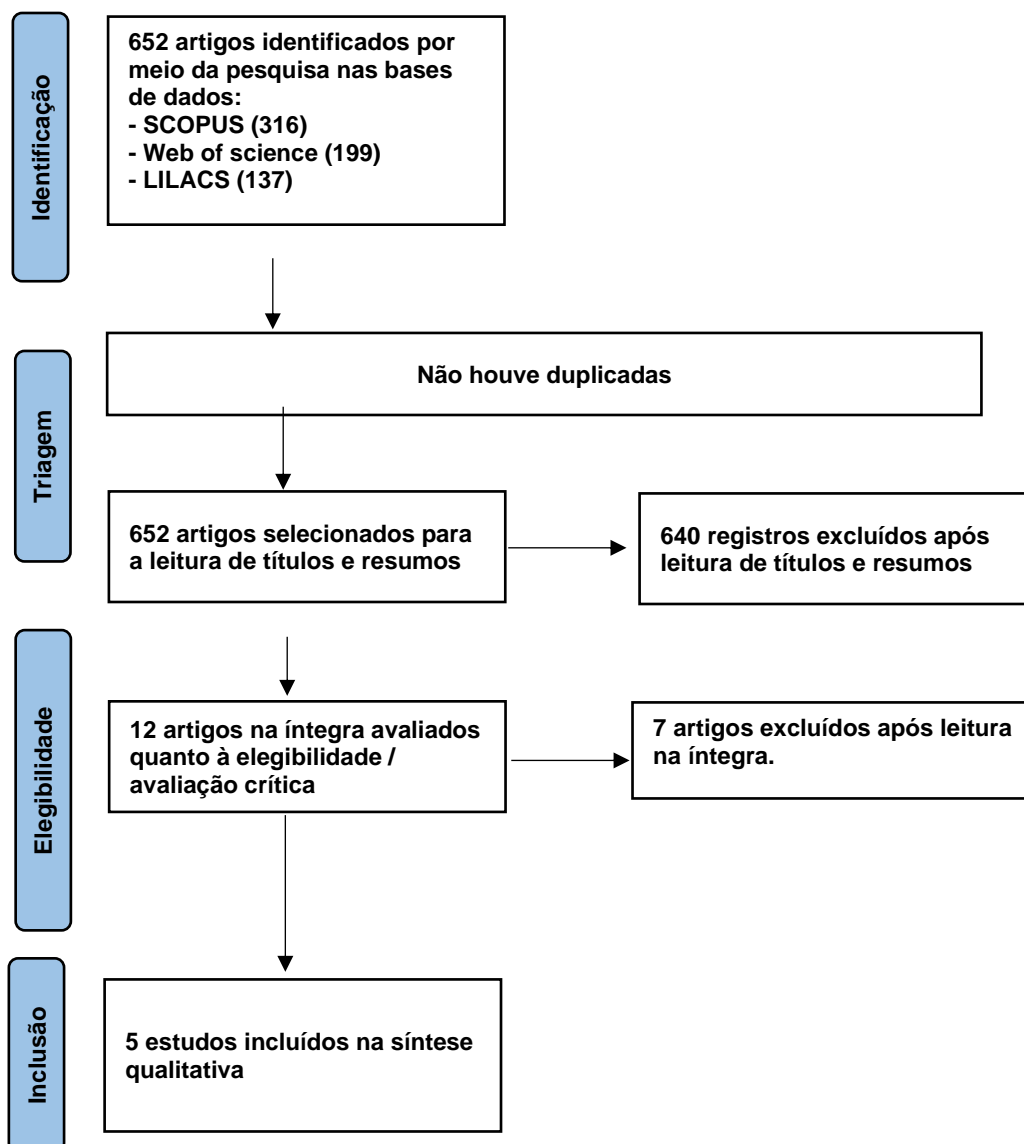 Identificação
652 artigos identificados por
meio da pesquisa nas bases
de dados:
- SCOPUS (316)
- Web of science (199)
- LILACS (137)
Triagem
Não houve duplicadas
652 artigos selecionados para
a leitura de títulos e resumos
640 registros excluídos após
leitura de títulos e resumos
Elegibilidade
12 artigos na íntegra avaliados
quanto à elegibilidade /
avaliação crítica
7 artigos excluídos após leitura
na íntegra.
Inclusão
5 estudos incluídos na síntese
qualitativa